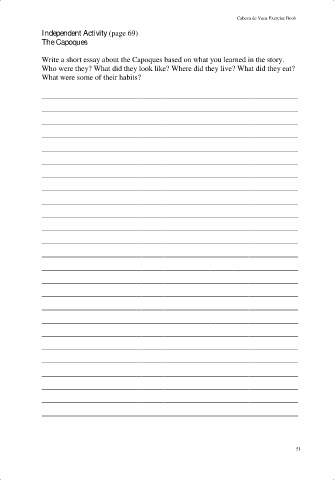 Cabeza de Vaca Exercise Book
Independent Activity (page 69)
The Capoques
Write a short essay about the Capoques based on what you learned in the story.
Who were they? What did they look like? Where did they live? What did they eat?
What were some of their habits?
51